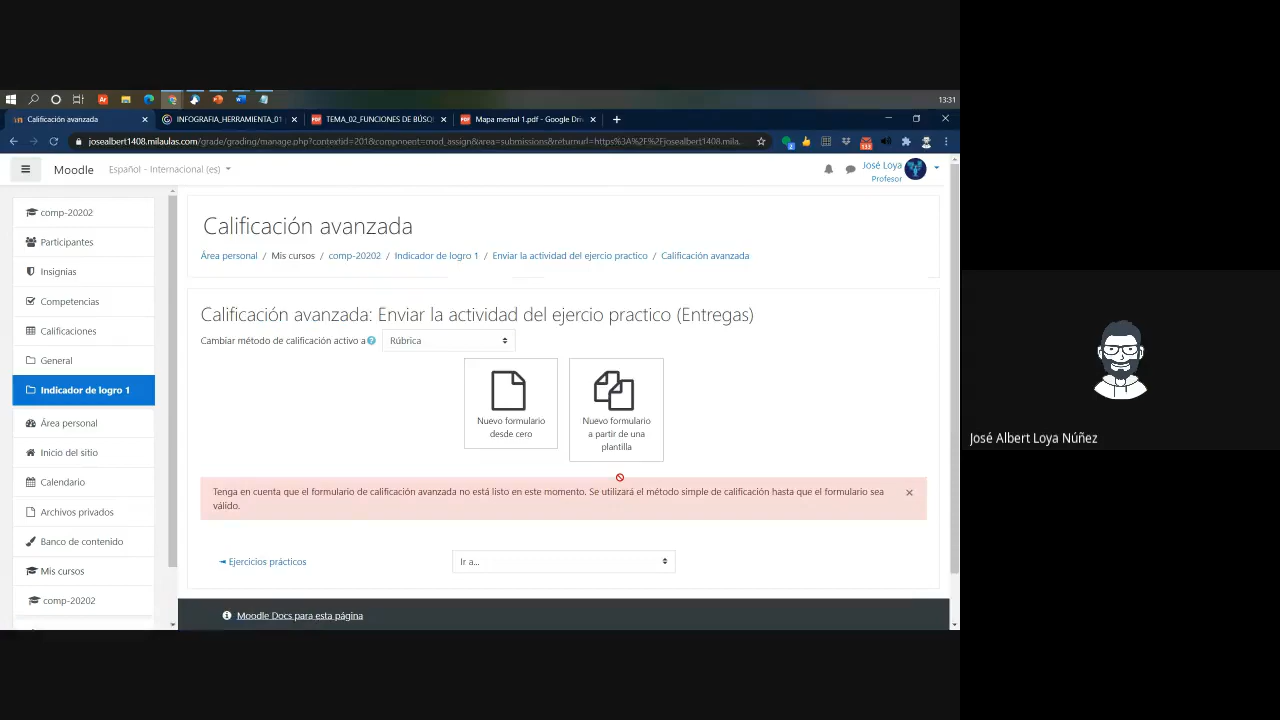 13:31
Calificación avanzada
INFOGRAFIA_HERRAMIENTA_01
TEMA_02_FUNCIONES DE BÚSQ
Mapa mental 1.pdf - Google Dri
josealbert1408.milaulas.com/grade/grading/manage.php?contextid=201&component=mod_assign&area=submissions&returnurl=https%3A%2F%2Fjosealbert1408.mila...
Moodle
Español - Internacional (es)
José Loya
Profesor
comp-20202
Participantes
Insignias
Competencias
Calificaciones
General
Indicador de logro 1
Área personal
Inicio del sitio
Calendario
Archivos privados
Banco de contenido
Mis cursos
comp-20202
Calificación avanzada
Área personal / Mis cursos / comp-20202 / Indicador de logro 1 / Enviar la actividad del ejercio practico / Calificación avanzada
Calificación avanzada: Enviar la actividad del ejercio practico (Entregas)
Cambiar método de calificación activo a
Rúbrica
Nuevo formulario
desde cero
Nuevo formulario
a partir de una
plantilla
Tenga en cuenta que el formulario de calificación avanzada no está listo en este momento. Se utilizará el método simple de calificación hasta que el formulario sea
válido.
◄ Ejercicios prácticos
Ir a...
Moodle Docs para esta página
José Albert Loya Núñez